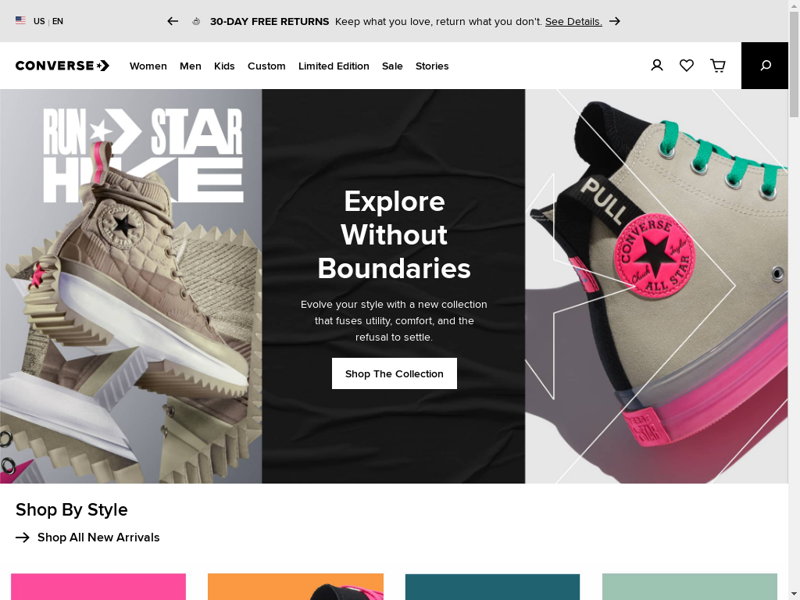 US | EN
30-DAY FREE RETURNS Keep what you love, return what you don't. See Details.
CONVERSE
Women
Men
Kids
Custom
Limited Edition
Sale
Stories
RUN STAR
HIKE
Explore
Without
Boundaries
Evolve your style with a new collection
that fuses utility, comfort, and the
refusal to settle.
Shop The Collection
PULL
CONVERSE
ALL STAR
Shop By Style
Shop All New Arrivals